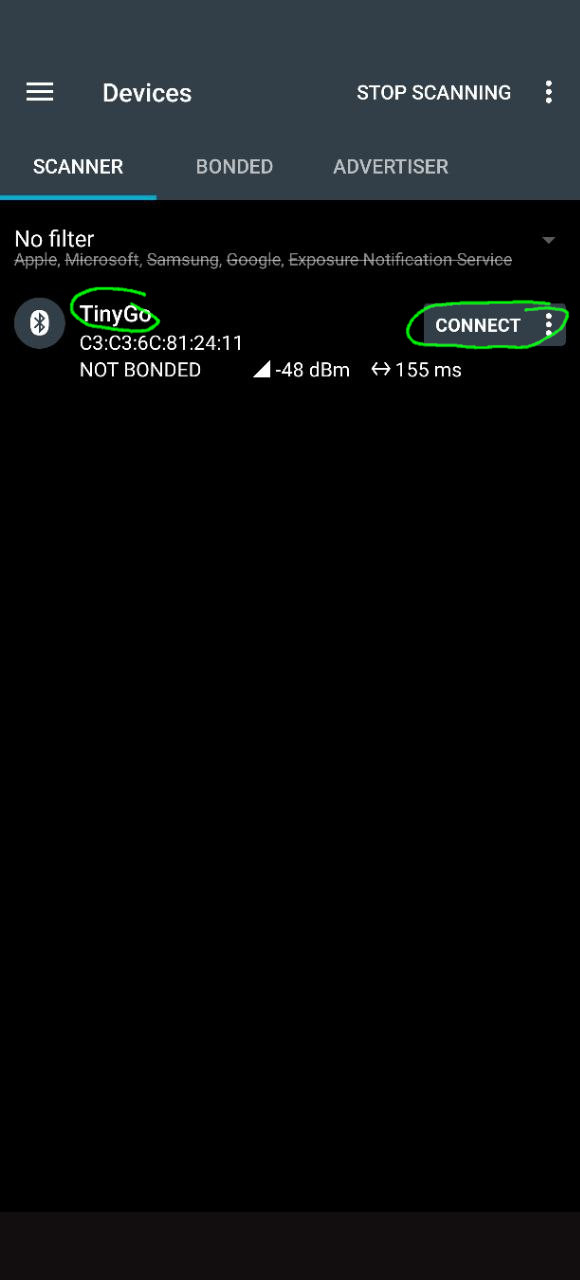 Devices STOP SCANNING
SCANNER BONDED ADVERTISER
No filter
Apple, Microsoft, Samsung, Google, Exposure Notification Service
TinyGo CONNECT
C3:C3:6C:81:24:11
NOT BONDED -48 dBm 155 ms